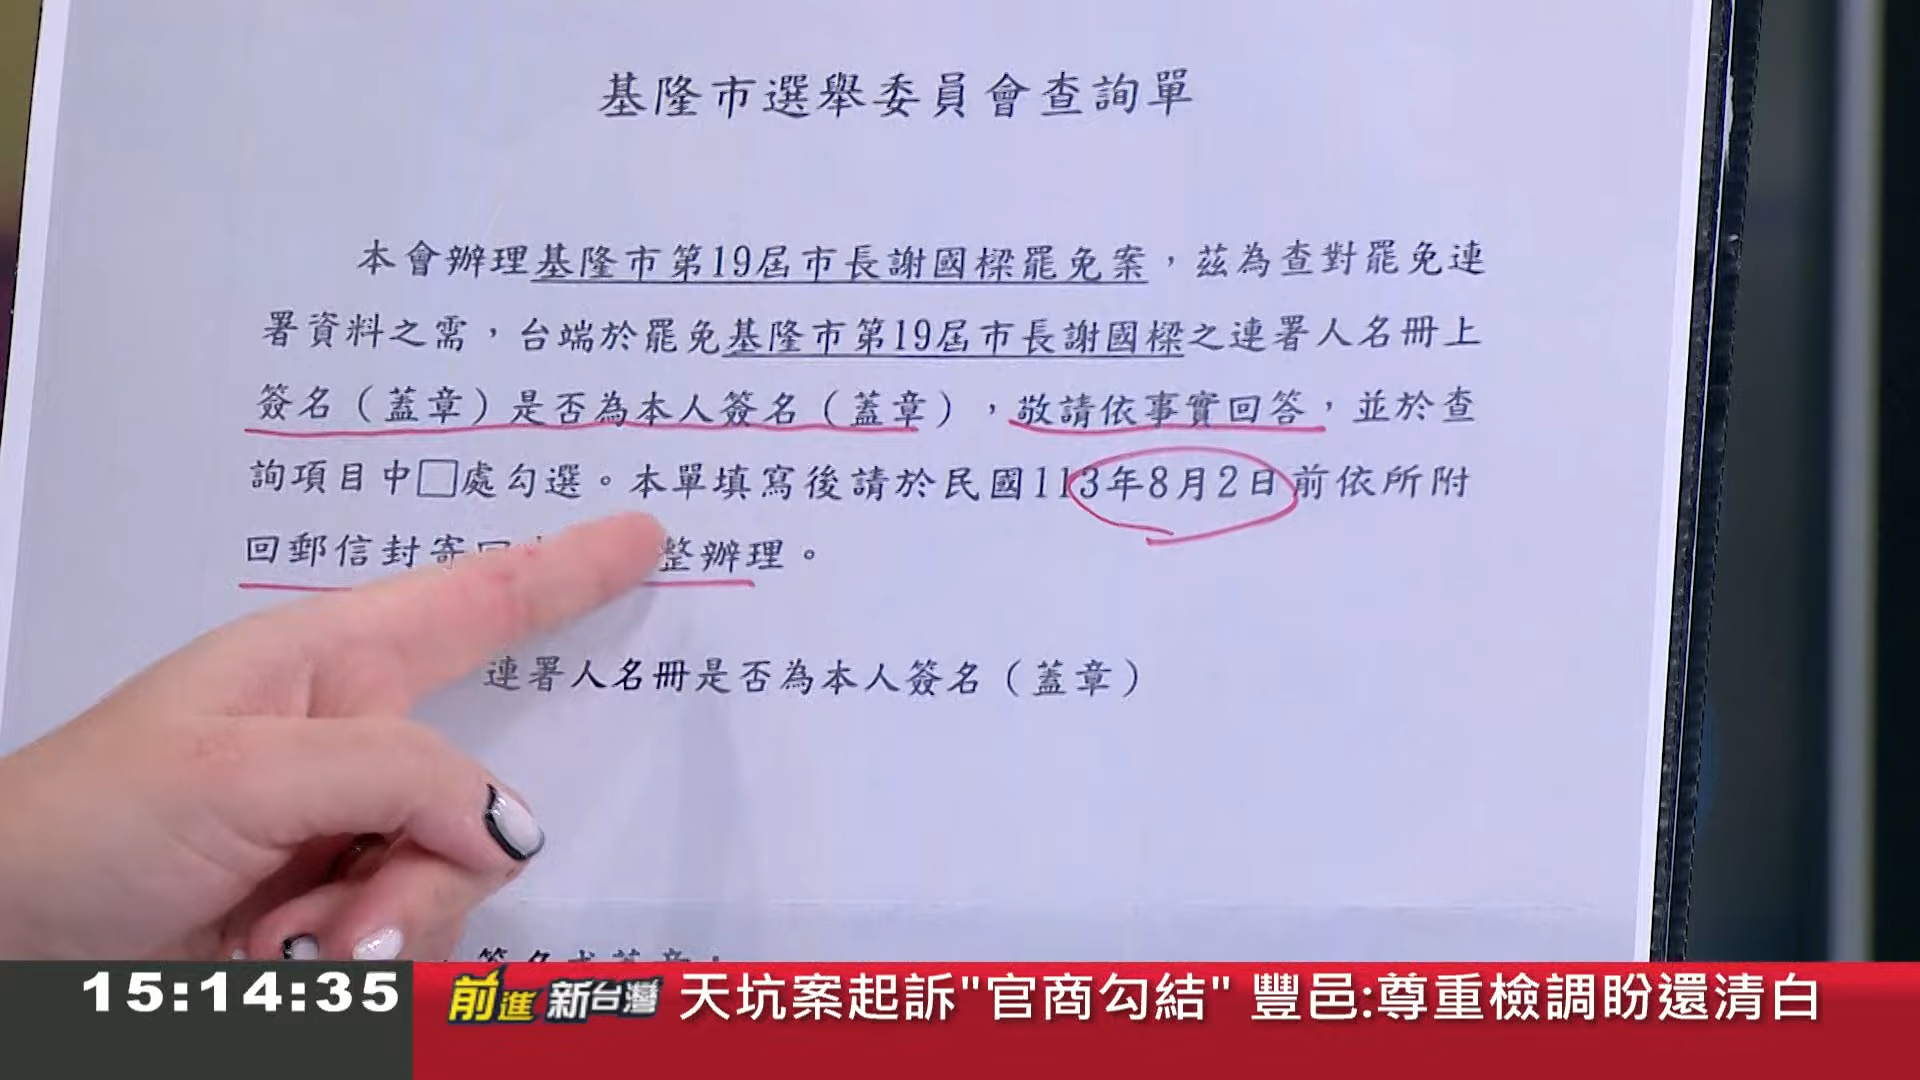 基隆市選舉委員會查詢單
本會辦理基隆市第19屆市長謝國樑罷免案，茲為查對罷免連
署資料之需，台端於罷免基隆市第19屆市長謝國樑之連署人名冊上
簽名（蓋章）是否為本人簽名（蓋章），敬請依事實回答，並於查
詢項目中□處勾選。本單填寫後請於民國113年8月2日前依所附
回郵信封寄回 整辦理。
連署人名冊是否為本人簽名（蓋章）
簽名或蓋章：
15:14:35
前進新台灣
天坑案起訴"官商勾結" 豐邑:尊重檢調盼還清白